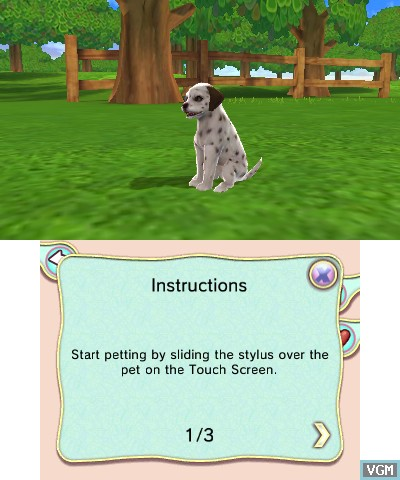 Instructions
Start petting by sliding the stylus over the
pet on the Touch Screen.
1/3
VGM